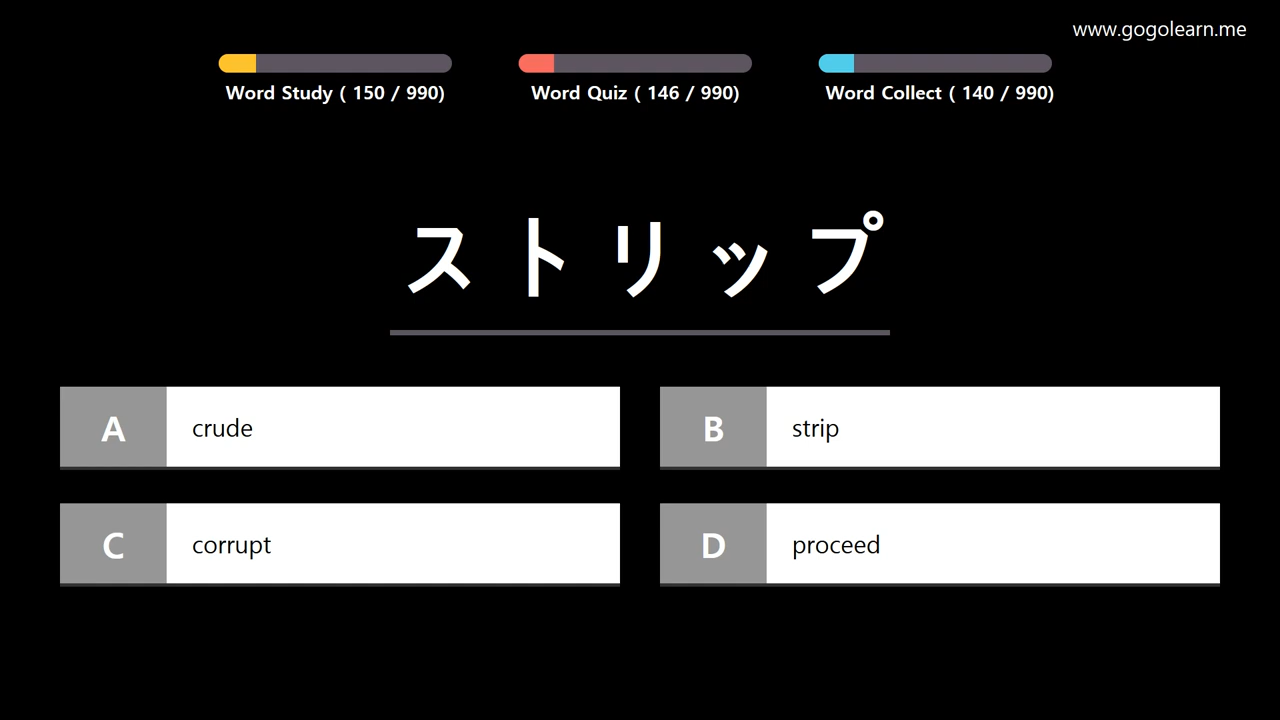 www.gogolearn.me
Word Study ( 150 / 990)
Word Quiz ( 146 / 990)
Word Collect ( 140 / 990)
ストリップ
A crude
B strip
C corrupt
D proceed